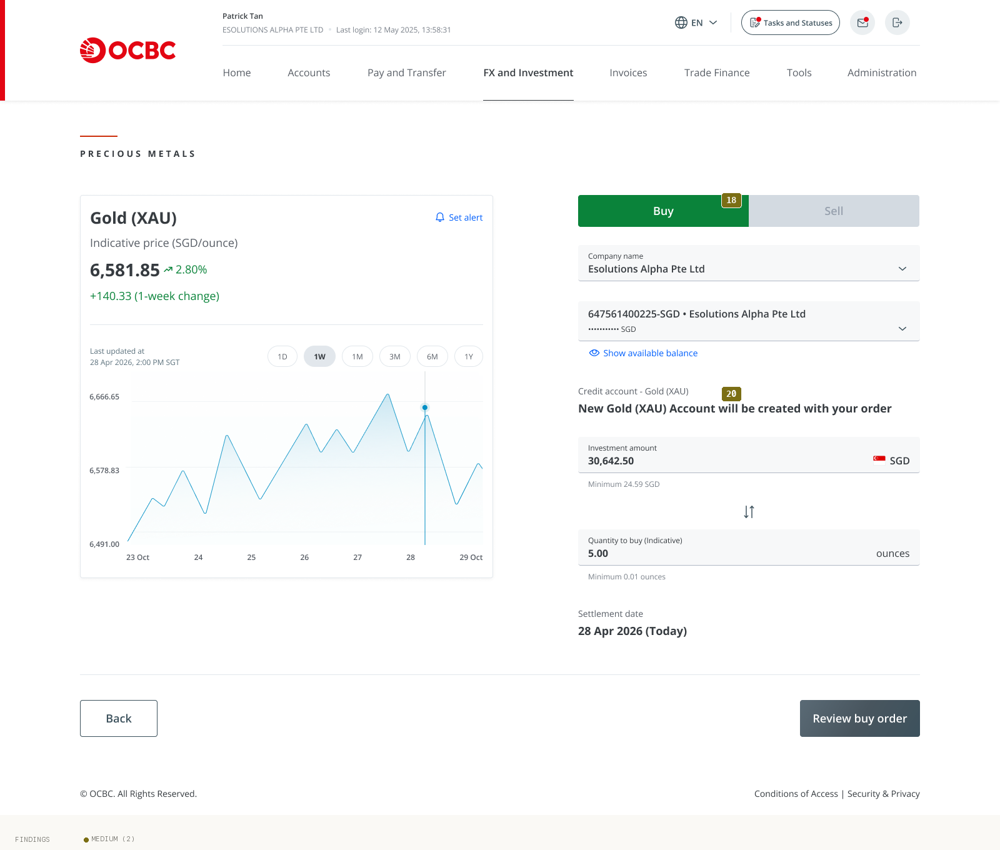 Patrick Tan
ESOLUTIONS ALPHA PTE LTD • Last login: 12 May 2025, 13:58:31
EN
Tasks and Statuses
OCBC
Home
Accounts
Pay and Transfer
FX and Investment
Invoices
Trade Finance
Tools
Administration
PRECIOUS METALS
Gold (XAU)
Set alert
Indicative price (SGD/ounce)
6,581.85 2.80%
+140.33 (1-week change)
Last updated at
28 Apr 2026, 2:00 PM SGT
1D
1W
1M
3M
6M
1Y
6,666.65
6,578.83
6,491.00
23 Oct
24
25
26
27
28
29 Oct
Buy
18
Sell
Company name
Esolutions Alpha Pte Ltd
647561400225-SGD • Esolutions Alpha Pte Ltd
••••••••••• SGD
Show available balance
Credit account - Gold (XAU)
20
New Gold (XAU) Account will be created with your order
Investment amount
30,642.50
SGD
Minimum 24.59 SGD
Quantity to buy (Indicative)
5.00
ounces
Minimum 0.01 ounces
Settlement date
28 Apr 2026 (Today)
Back
Review buy order
© OCBC. All Rights Reserved.
Conditions of Access | Security & Privacy
FINDINGS
MEDIUM (2)